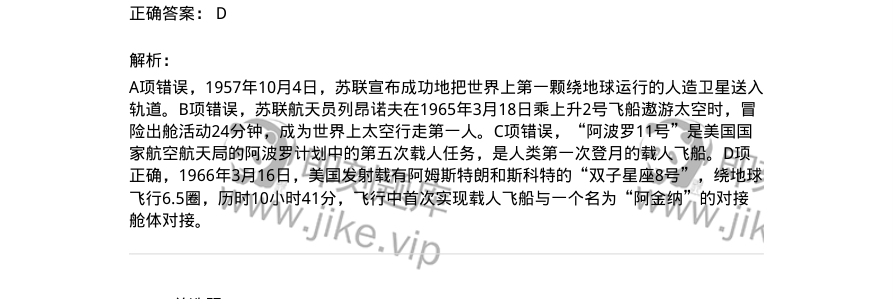 正确答案： D
解析：
A项错误，1957年10月4日，苏联宣布成功地把世界上第一颗绕地球运行的人造卫星送入
轨道。B项错误，苏联航天员列昂诺夫在1965年3月18日乘上升2号飞船遨游太空时，冒
险出舱活动24分钟，成为世界上太空行走第一人。C项错误，“阿波罗11号”是美国国
家航空航天局的阿波罗计划中的第五次载人任务，是人类第一次登月的载人飞船。D项
正确，1966年3月16日，美国发射载有阿姆斯特朗和斯科特的“双子星座8号”，绕地球
飞行6.5圈，历时10小时41分，飞行中首次实现载人飞船与一个名为“阿金纳”的对接
舱体对接。
即刻题库
www.jike.vip
即刻
www.jike.vip